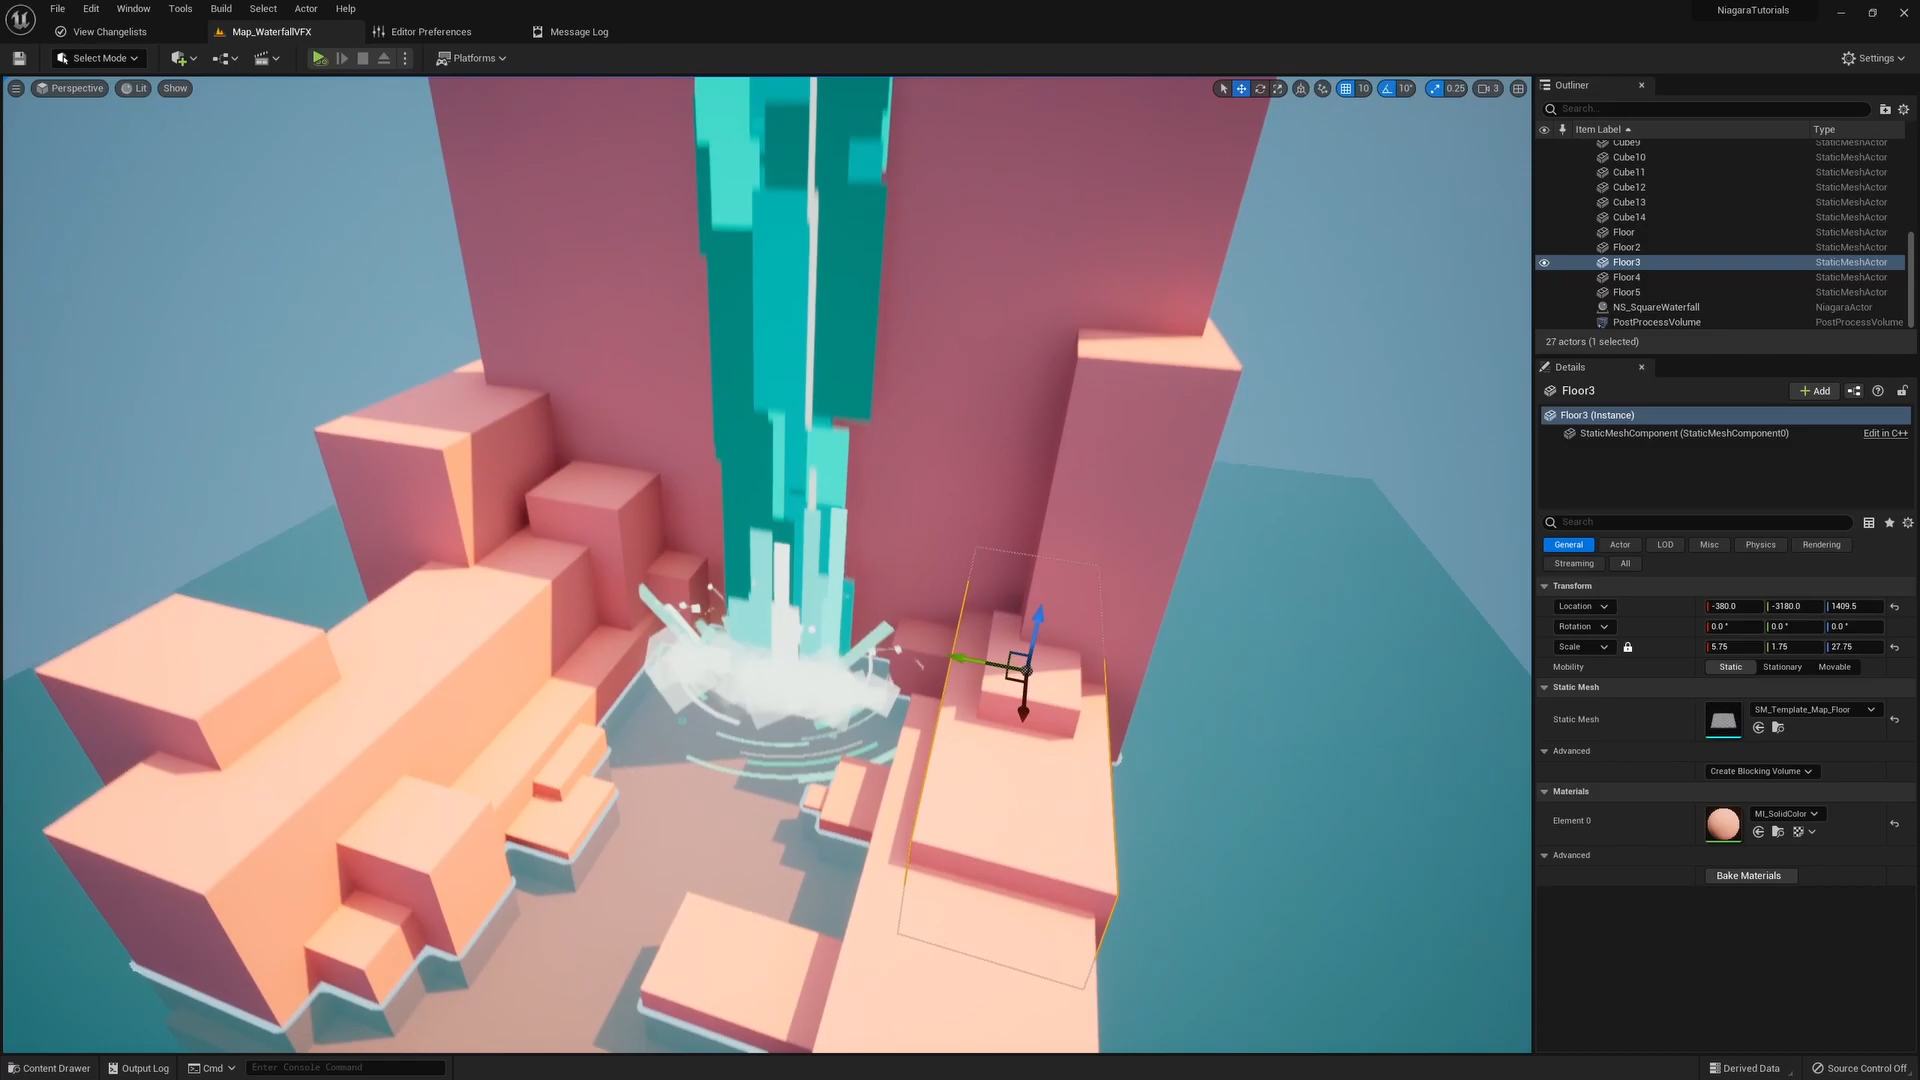 File Edit Window Tools Build Select Actor Help
NiagaraTutorials
View Changelists Map_WaterfallVFX Editor Preferences Message Log
Select Mode Platforms Settings
Perspective Lit Show 10 10° 0.25 3
Outliner
Search...
Item Label Type
Cube9 StaticMeshActor
Cube10 StaticMeshActor
Cube11 StaticMeshActor
Cube12 StaticMeshActor
Cube13 StaticMeshActor
Cube14 StaticMeshActor
Floor StaticMeshActor
Floor2 StaticMeshActor
Floor3 StaticMeshActor
Floor4 StaticMeshActor
Floor5 StaticMeshActor
NS_SquareWaterfall NiagaraActor
PostProcessVolume PostProcessVolume
27 actors (1 selected)
Details
Floor3 Add
Floor3 (Instance)
StaticMeshComponent (StaticMeshComponent0) Edit in C++
Search
General Actor LOD Misc Physics Rendering
Streaming All
Transform
Location -380.0 -3180.0 1409.5
Rotation 0.0° 0.0° 0.0°
Scale 5.75 1.75 27.75
Mobility Static Stationary Movable
Static Mesh
Static Mesh SM_Template_Map_Floor
Advanced
Create Blocking Volume
Materials
Element 0 MI_SolidColor
Advanced
Bake Materials
Content Drawer Output Log Cmd Enter Console Command Derived Data Source Control Off